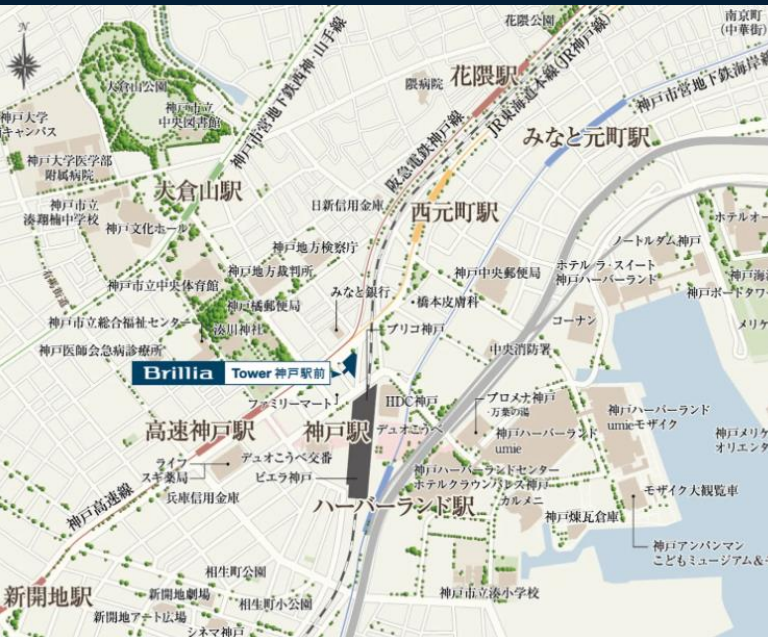 N
花隈公園
南京町
(中華街)
大倉山公園
神戸市立
中央図書館
神戸市営地下鉄西神・山手線
隈病院
花隈駅
JR東海道本線(JR神戸線)
神戸市営地下鉄海岸線
神戸大学
キャンパス
阪急電鉄神戸線
みなと元町駅
神戸大学医学部
附属病院
大倉山駅
日新信用金庫
西元町駅
神戸市立
湊翔楠中学校
神戸文化ホール
神戸地方検察庁
ノートルダム神戸
ホテルオー
神戸地方裁判所
神戸中央郵便局
ホテル ラ・スイート
神戸ハーバーランド
神戸海
神戸ポートタワ
神戸市立中央体育館
みなと銀行
橋本皮膚科
神戸橘郵便局
神戸市立総合福祉センター
湊川神社
プリコ神戸
コーナン
メリケ
神戸医師会急病診療所
中央消防署
Brillia Tower 神戸駅前
ファミリーマート
HDC神戸
プロメナ神戸
・万葉の湯
神戸ハーバーランド
umieモザイク
高速神戸駅
神戸駅
デュオこうべ
神戸ハーバーランド
umie
神戸メリケ
オリエンタ
ライフ
スギ薬局
デュオこうべ交番
ピエラ神戸
神戸ハーバーランドセンター
ホテルクラウンパレス神戸
カルメニ
モザイク大観覧車
兵庫信用金庫
神戸高速線
ハーバーランド駅
神戸煉瓦倉庫
神戸アンパンマン
こどもミュージアム&モ
相生町公園
新開地駅
新開地劇場
相生町小公園
神戸市立湊小学校
新開地アート広場
シネマ神戸